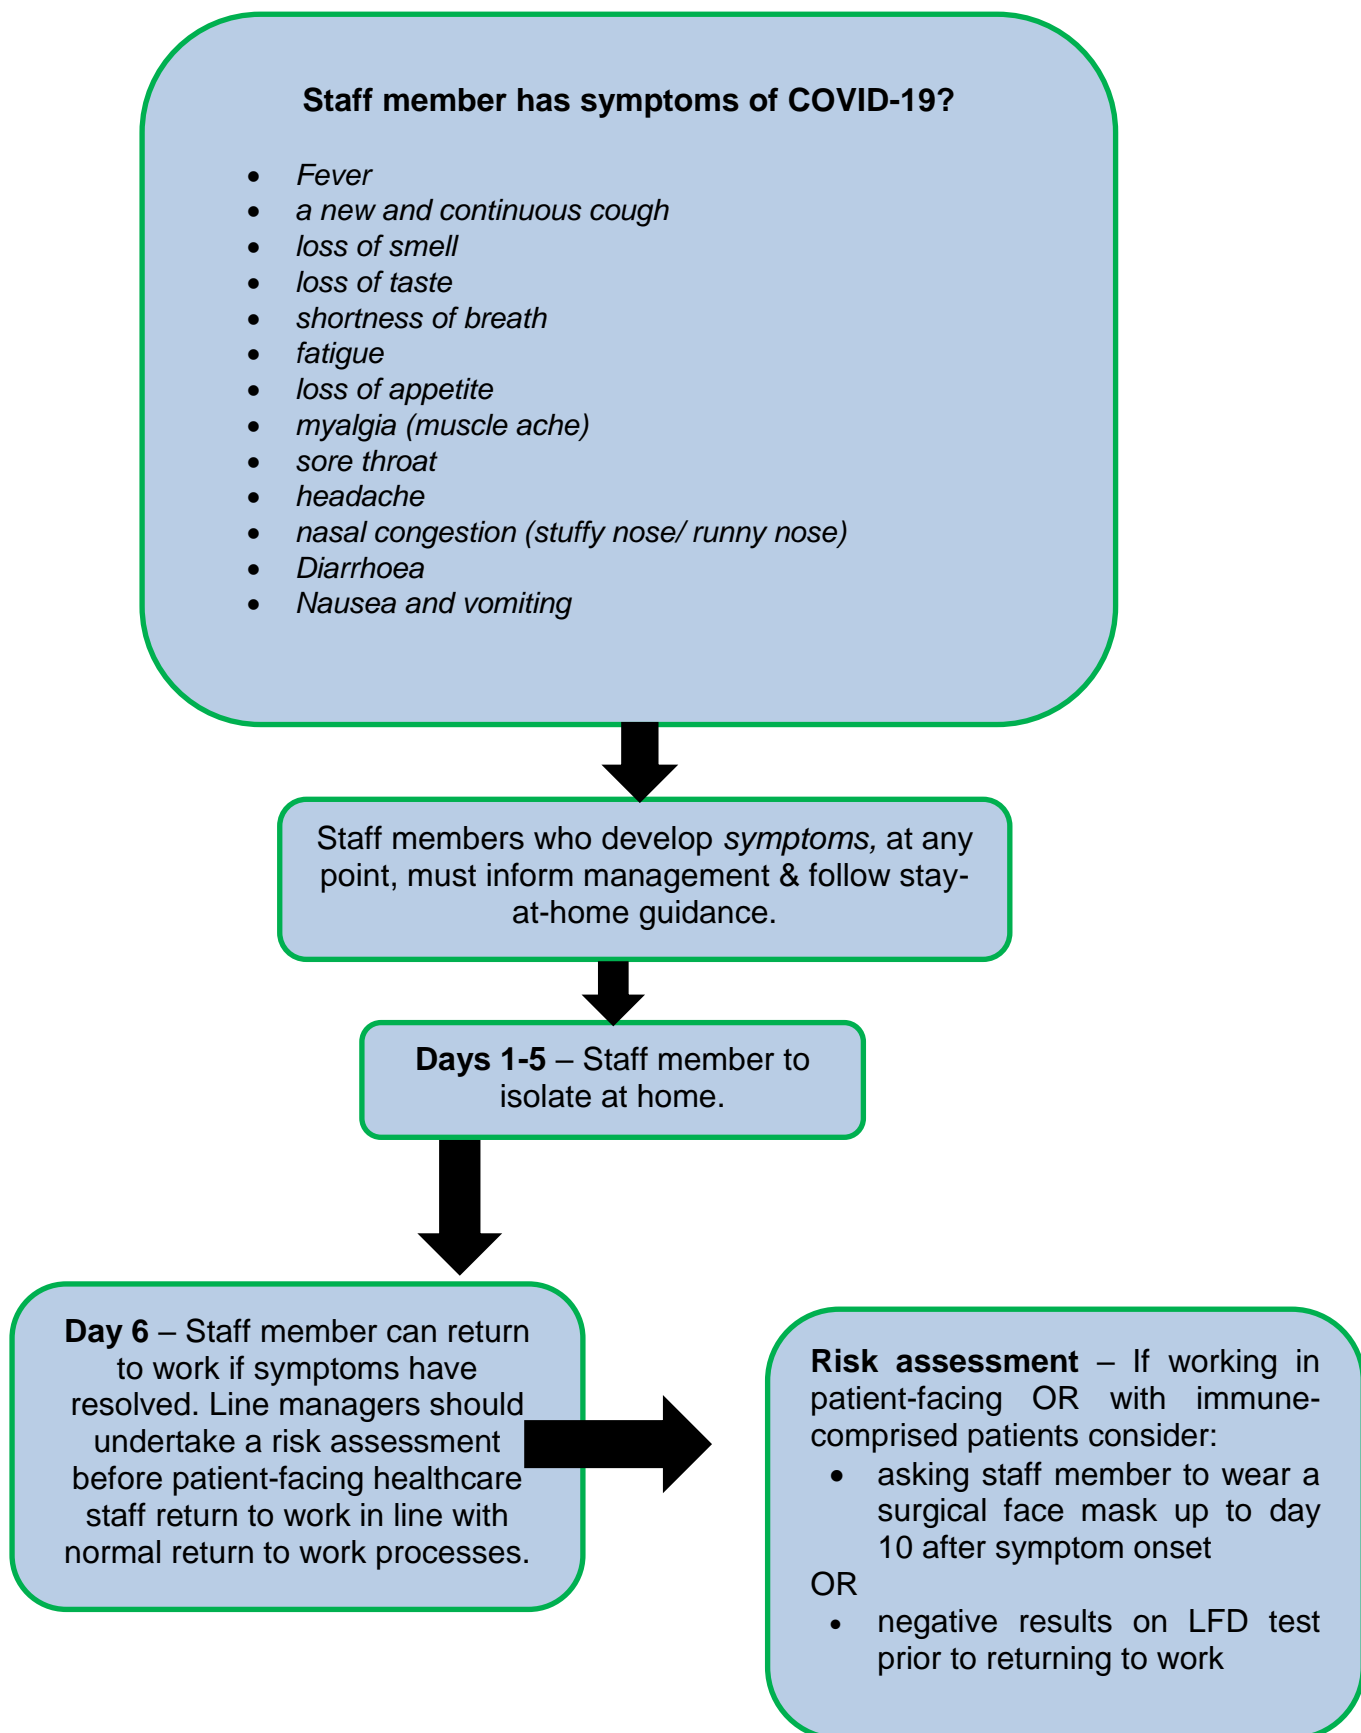 Staff member has symptoms of COVID-19?
• Fever
• a new and continuous cough
• loss of smell
• loss of taste
• shortness of breath
• fatigue
• loss of appetite
• myalgia (muscle ache)
• sore throat
• headache
• nasal congestion (stuffy nose/ runny nose)
• Diarrhoea
• Nausea and vomiting
Staff members who develop symptoms, at any
point, must inform management & follow stay-
at-home guidance.
Days 1-5 – Staff member to
isolate at home.
Day 6 – Staff member can return
to work if symptoms have
resolved. Line managers should
undertake a risk assessment
before patient-facing healthcare
staff return to work in line with
normal return to work processes.
Risk assessment – If working in
patient-facing OR with immune-
comprised patients consider:
• asking staff member to wear a
surgical face mask up to day
10 after symptom onset
OR
• negative results on LFD test
prior to returning to work